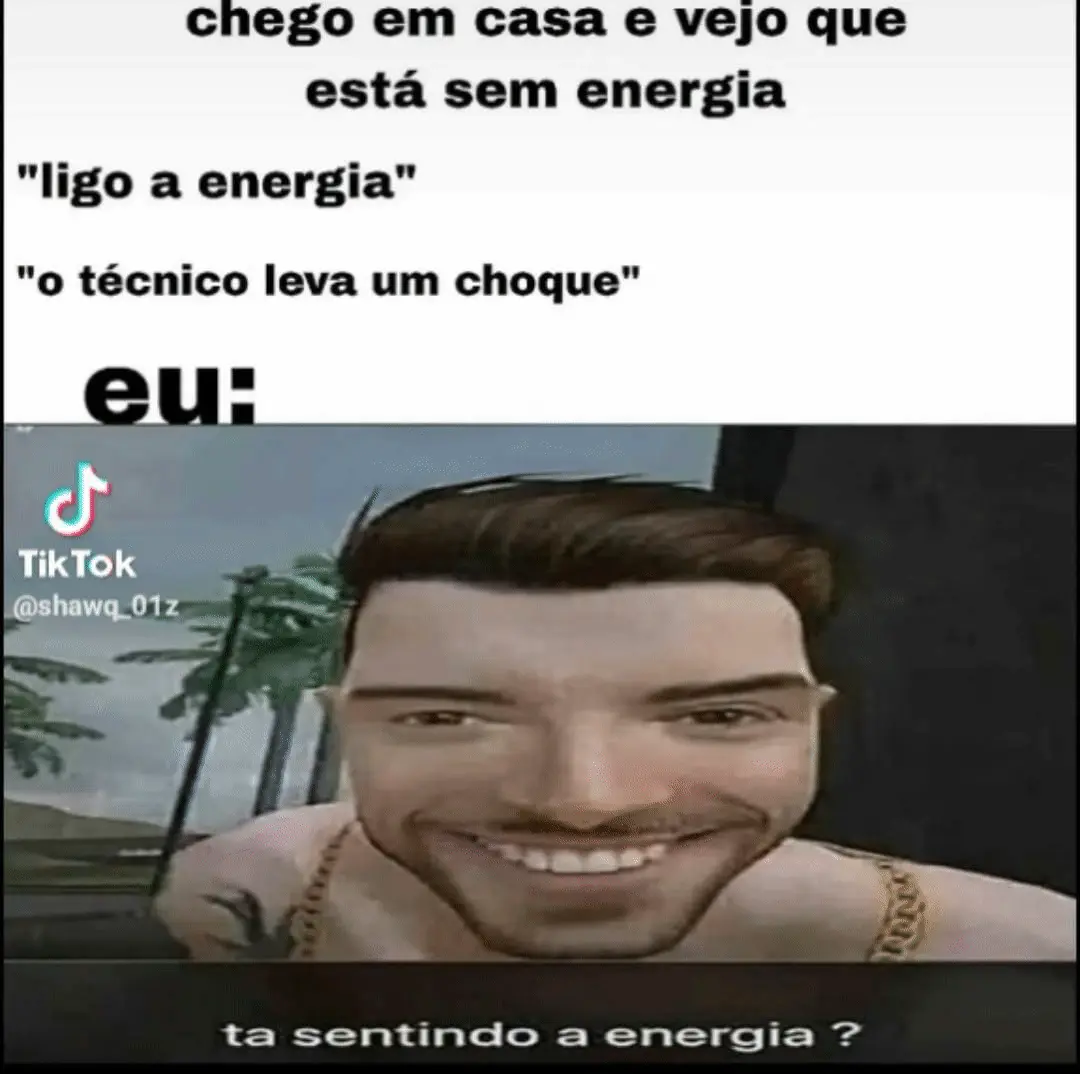 chego em casa e vejo que
está sem energia
"ligo a energia"
"o técnico leva um choque"
eu:
TikTok
@shawq_01z
ta sentindo a energia ?